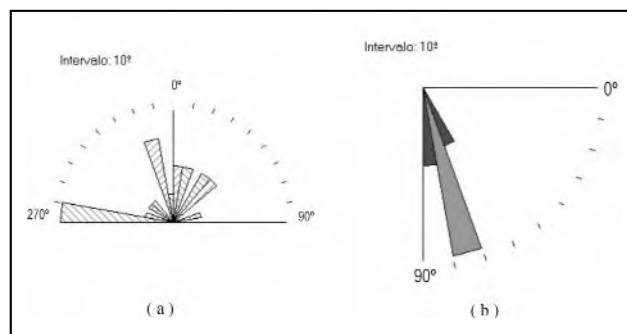 Intervalo: 10º
0º
270º
90º
( a )
Intervalo: 10º
0º
90º
( b )